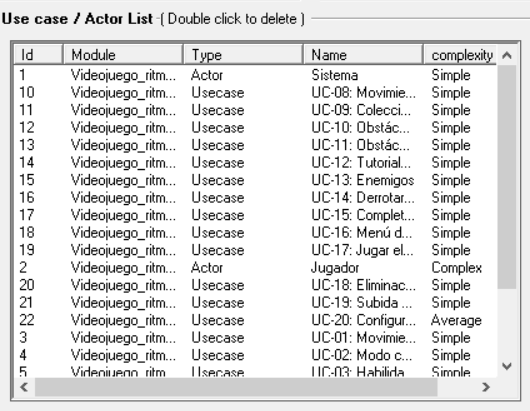 Use case / Actor List -( Double click to delete )
Id Module Type Name complexity
1 Videojuego_ritm... Actor Sistema Simple
10 Videojuego_ritm... Usecase UC-08: Movimie... Simple
11 Videojuego_ritm... Usecase UC-09: Colecci... Simple
12 Videojuego_ritm... Usecase UC-10: Obstác... Simple
13 Videojuego_ritm... Usecase UC-11: Obstác... Simple
14 Videojuego_ritm... Usecase UC-12: Tutorial... Simple
15 Videojuego_ritm... Usecase UC-13: Enemigos Simple
16 Videojuego_ritm... Usecase UC-14: Derrotar... Simple
17 Videojuego_ritm... Usecase UC-15: Complet... Simple
18 Videojuego_ritm... Usecase UC-16: Menú d... Simple
19 Videojuego_ritm... Usecase UC-17: Jugar el... Simple
2 Videojuego_ritm... Actor Jugador Complex
20 Videojuego_ritm... Usecase UC-18: Eliminac... Simple
21 Videojuego_ritm... Usecase UC-19: Subida ... Simple
22 Videojuego_ritm... Usecase UC-20: Configur... Average
3 Videojuego_ritm... Usecase UC-01: Movimie... Simple
4 Videojuego_ritm... Usecase UC-02: Modo c... Simple
5 Videojuego_ritm... Usecase UC-03: Habilida... Simple